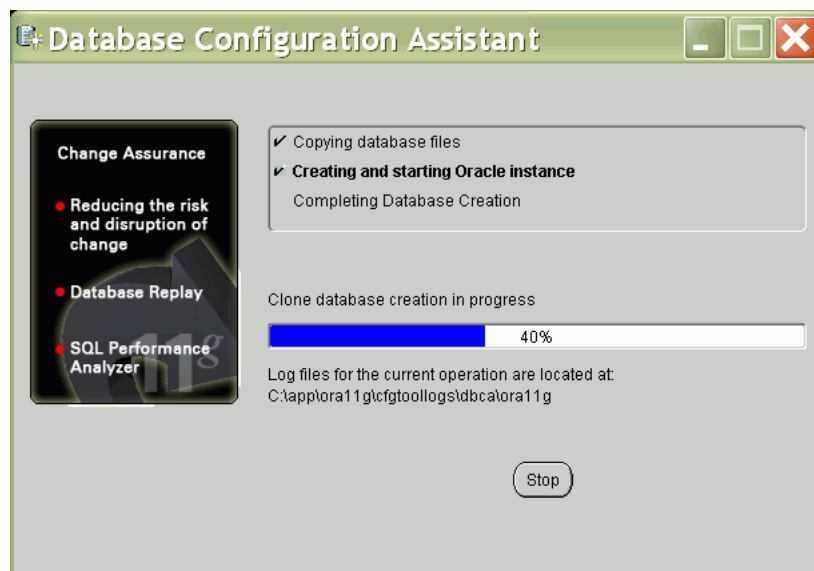 Database Configuration Assistant
Change Assurance
Reducing the risk
and disruption of
change
Database Replay
SQL Performance
Analyzer
11g
Copying database files
Creating and starting Oracle instance
Completing Database Creation
Clone database creation in progress
40%
Log files for the current operation are located at:
C:\app\ora11g\cfgtoollogs\dbca\ora11g
Stop